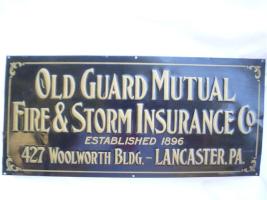 OLD GUARD MUTUAL
FIRE & STORM INSURANCE CO.
ESTABLISHED 1896
427 WOOLWORTH BLDG. - LANCASTER, PA.